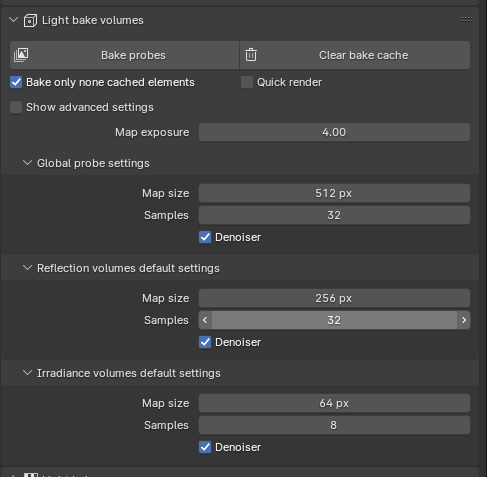 Light bake volumes
Bake probes
Clear bake cache
Bake only none cached elements
Quick render
Show advanced settings
Map exposure 4.00
Global probe settings
Map size 512 px
Samples 32
Denoiser
Reflection volumes default settings
Map size 256 px
Samples 32
Denoiser
Irradiance volumes default settings
Map size 64 px
Samples 8
Denoiser